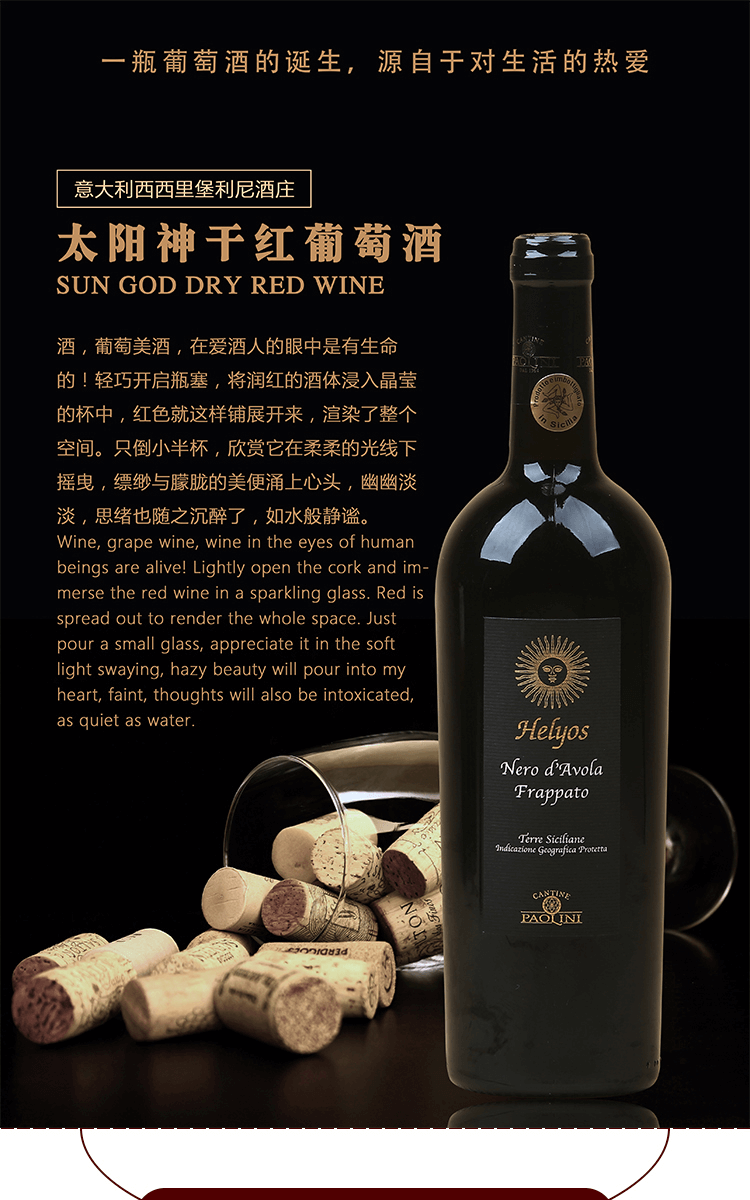 一瓶葡萄酒的诞生，源自于对生活的热爱
意大利西西里堡利尼酒庄
太阳神干红葡萄酒
SUN GOD DRY RED WINE
酒，葡萄美酒，在爱酒人的眼中是有生命
的！轻巧开启瓶塞，将润红的酒体浸入晶莹
的杯中，红色就这样铺展开来，渲染了整个
空间。只倒小半杯，欣赏它在柔柔的光线下
摇曳，缥缈与朦胧的美便涌上心头，幽幽淡
淡，思绪也随之沉醉了，如水般静谧。
Wine, grape wine, wine in the eyes of human
beings are alive! Lightly open the cork and im-
merse the red wine in a sparkling glass. Red is
spread out to render the whole space. Just
pour a small glass, appreciate it in the soft
light swaying, hazy beauty will pour into my
heart, faint, thoughts will also be intoxicated,
as quiet as water.
CANTINE
PAOLINI
Prodotto e imbottigliato
in Sicilia
Helyos
Nero d'Avola
Frappato
Terre Siciliane
Indicazione Geografica Protetta
CANTINE
PAOLINI
PERDIGÕES